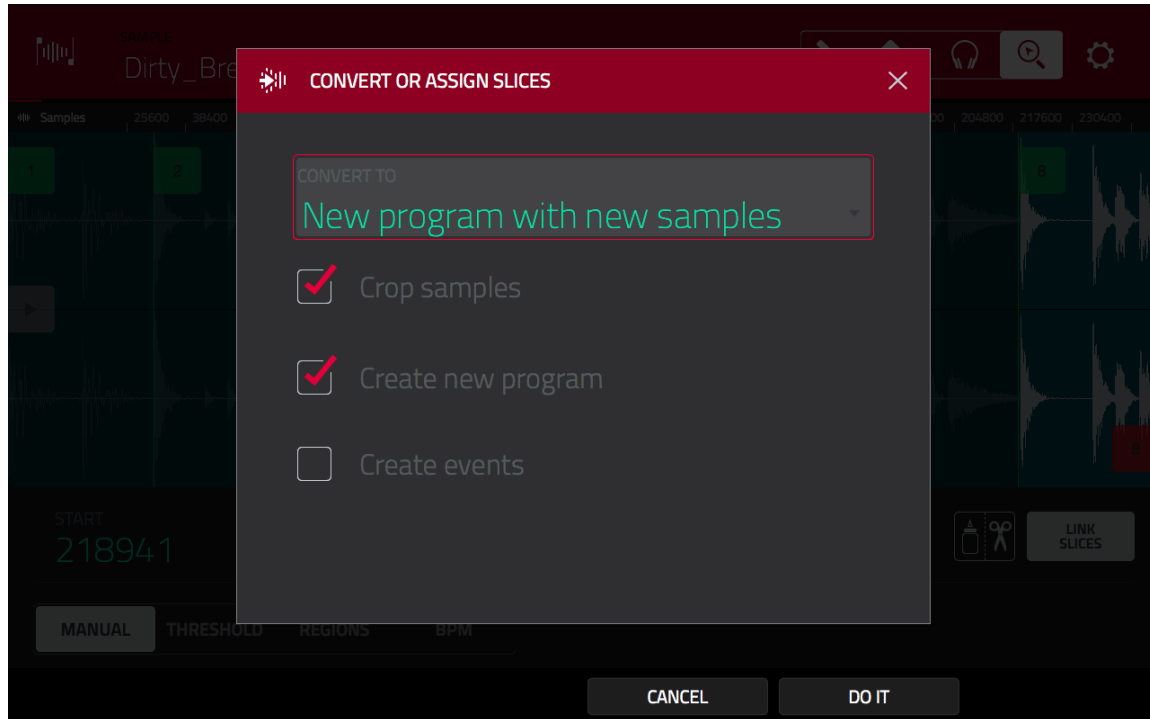 SAMPLE
Dirty_Bre
CONVERT OR ASSIGN SLICES
Samples 25600 38400 204800 217600 230400
1 2 8
CONVERT TO
New program with new samples
Crop samples
Create new program
Create events
START
218941
LINK
SLICES
MANUAL THRESHOLD REGIONS BPM
CANCEL DO IT